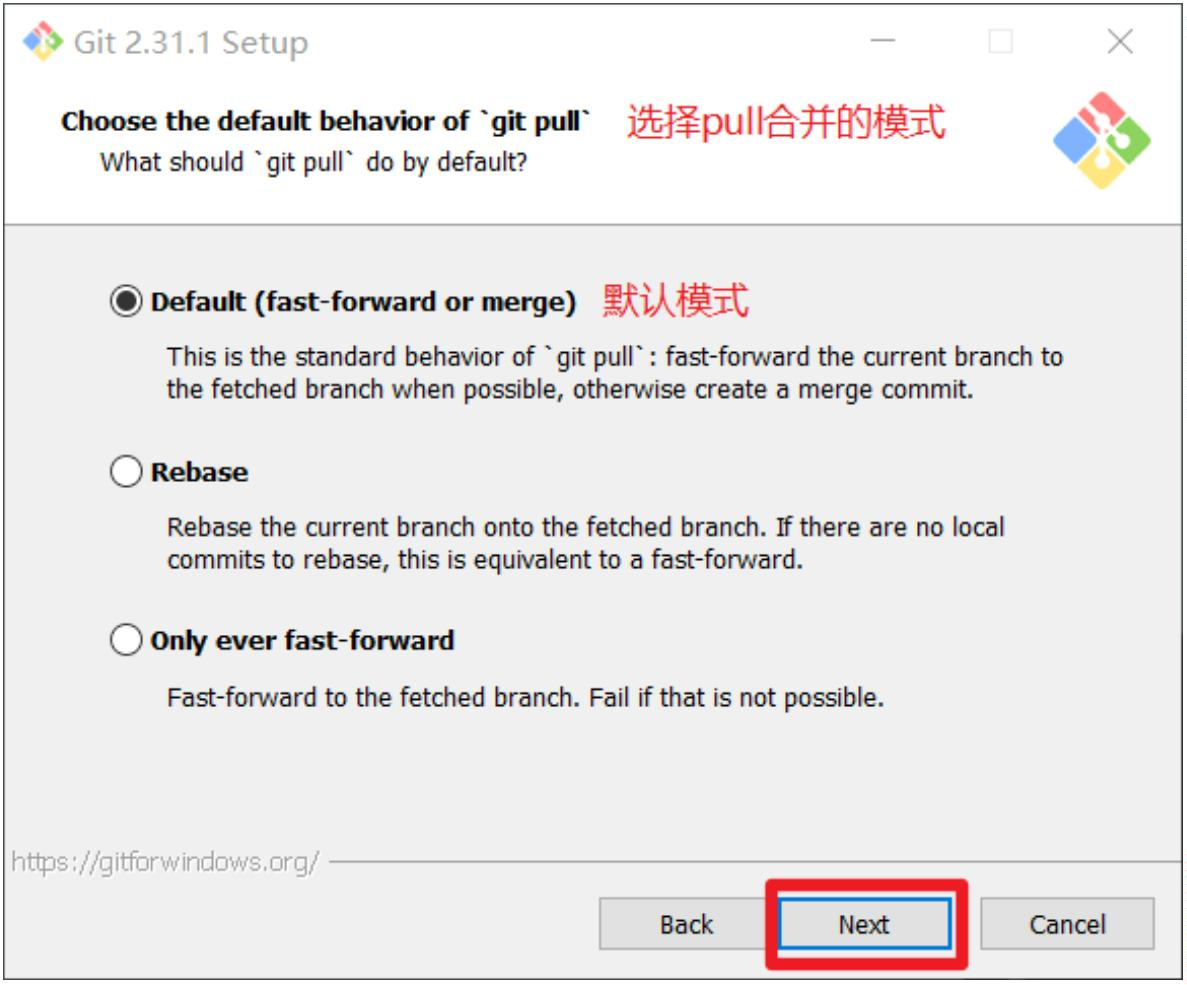 Git 2.31.1 Setup
Choose the default behavior of `git pull` 选择pull合并的模式
What should `git pull` do by default?
Default (fast-forward or merge) 默认模式
This is the standard behavior of `git pull`: fast-forward the current branch to
the fetched branch when possible, otherwise create a merge commit.
Rebase
Rebase the current branch onto the fetched branch. If there are no local
commits to rebase, this is equivalent to a fast-forward.
Only ever fast-forward
Fast-forward to the fetched branch. Fail if that is not possible.
https://gitforwindows.org/
Back Next Cancel